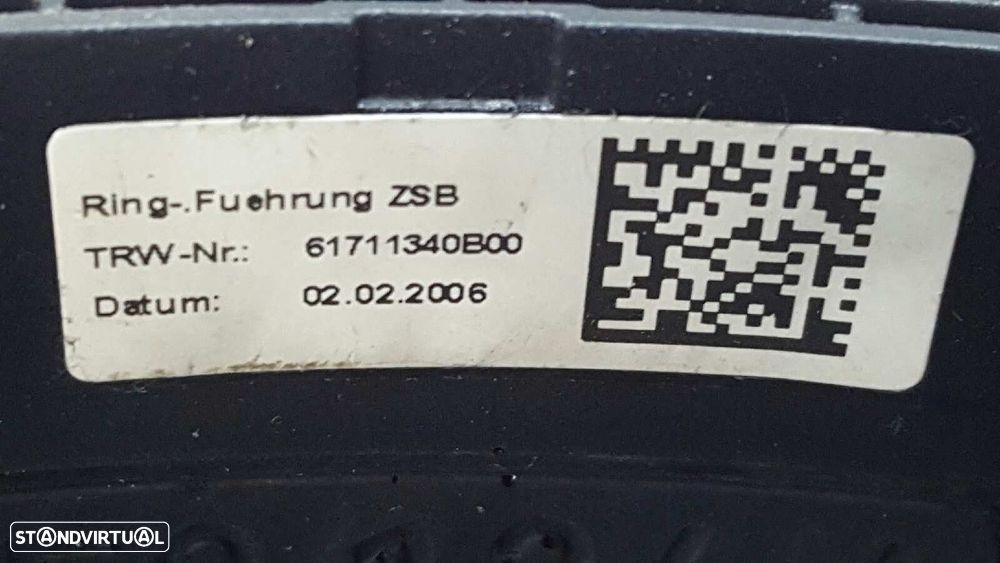 Ring-.Fuehrung ZSB
TRW-Nr.: 61711340B00
Datum: 02.02.2006
STANDVIRTUAL